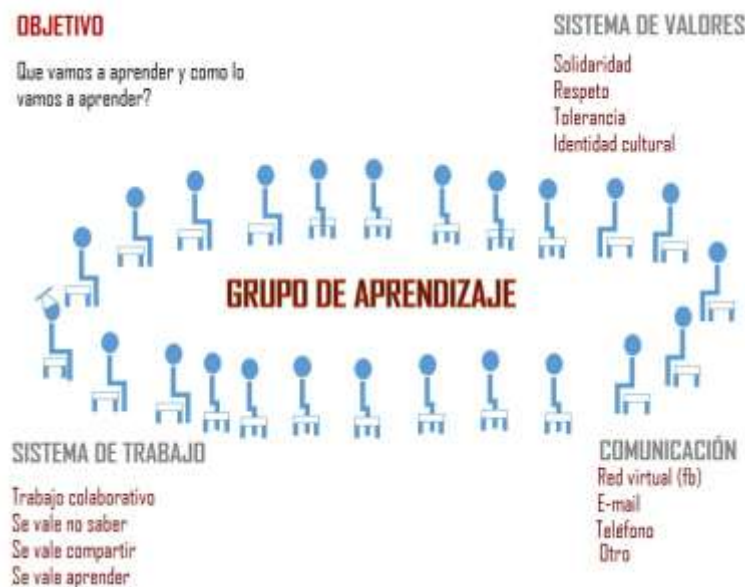 OBJETIVO
Que vamos a aprender y como lo
vamos a aprender?
SISTEMA DE VALORES
Solidaridad
Respeto
Tolerancia
Identidad cultural
GRUPO DE APRENDIZAJE
SISTEMA DE TRABAJO
Trabajo colaborativo
Se vale no saber
Se vale compartir
Se vale aprender
COMUNICACIÓN
Red virtual (fb)
E-mail
Teléfono
Otro